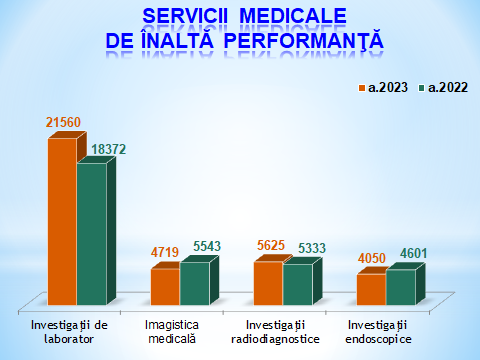 SERVICII MEDICALE
DE ÎNALTĂ PERFORMANŢĂ
a.2023 a.2022
21560
18372
4719
5543
5625
5333
4050
4601
Investigații de
laborator
Imagistica
medicală
Investigații
radiodiagnostice
Investigații
endoscopice